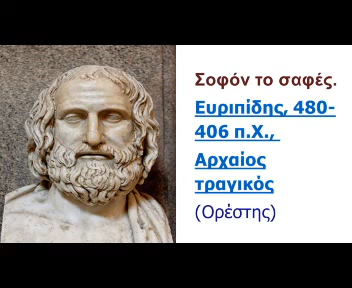 Σοφόν το σαφές.
Ευριπίδης, 480-
406 π.Χ.,
Αρχαίος
τραγικός
(Ορέστης)